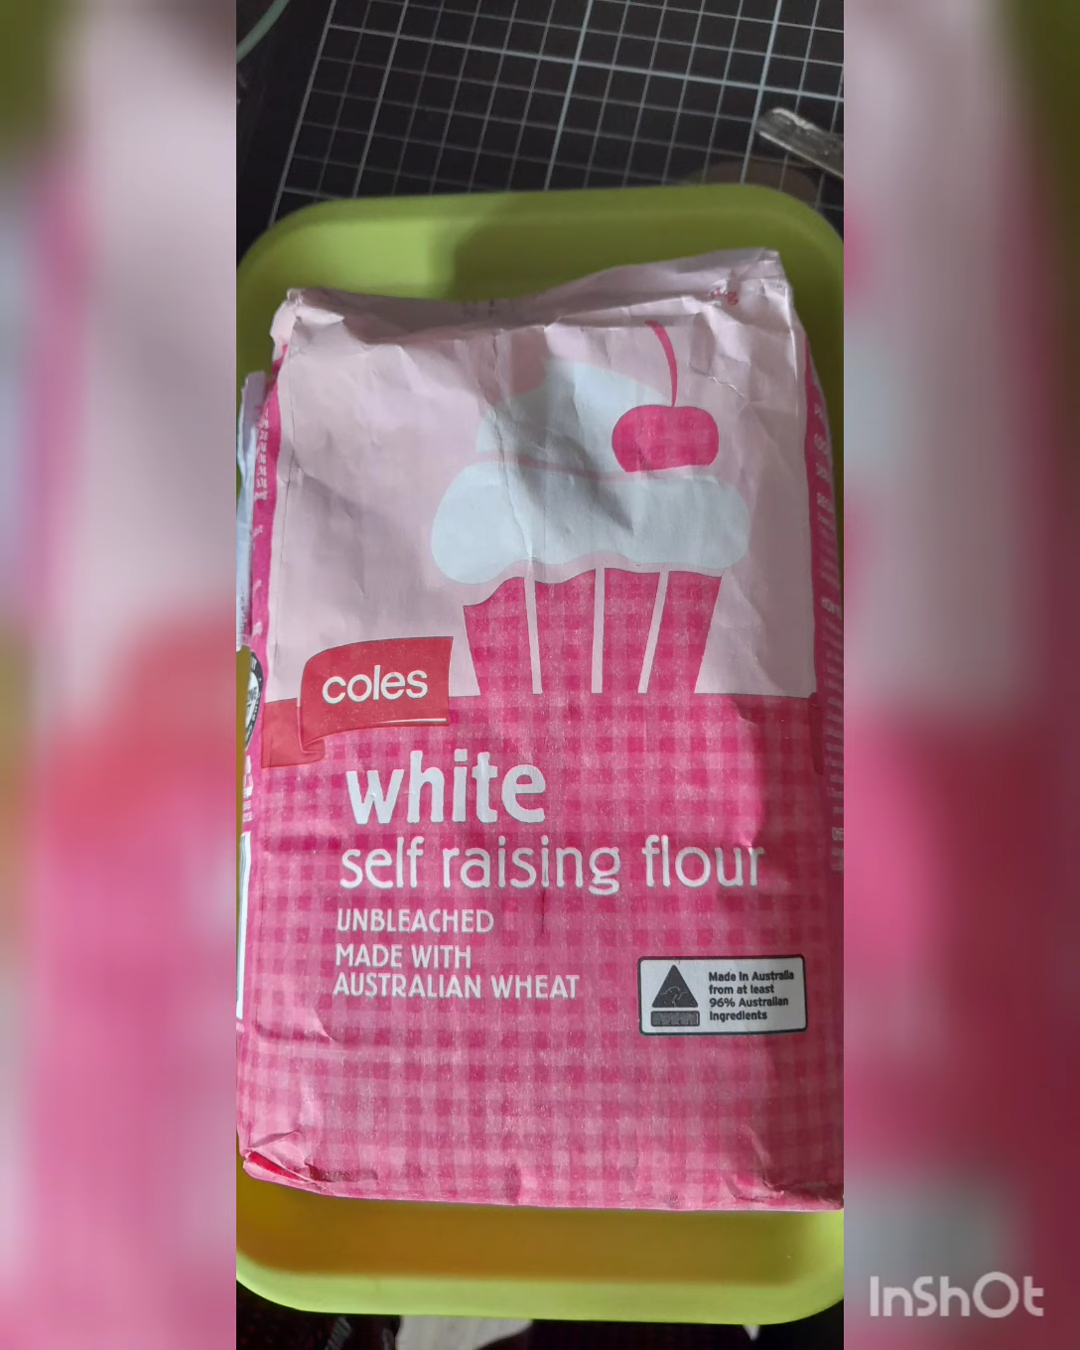 coles
white
self raising flour
UNBLEACHED
MADE WITH
AUSTRALIAN WHEAT
Made in Australia
from at least
96% Australian
ingredients
InShOt